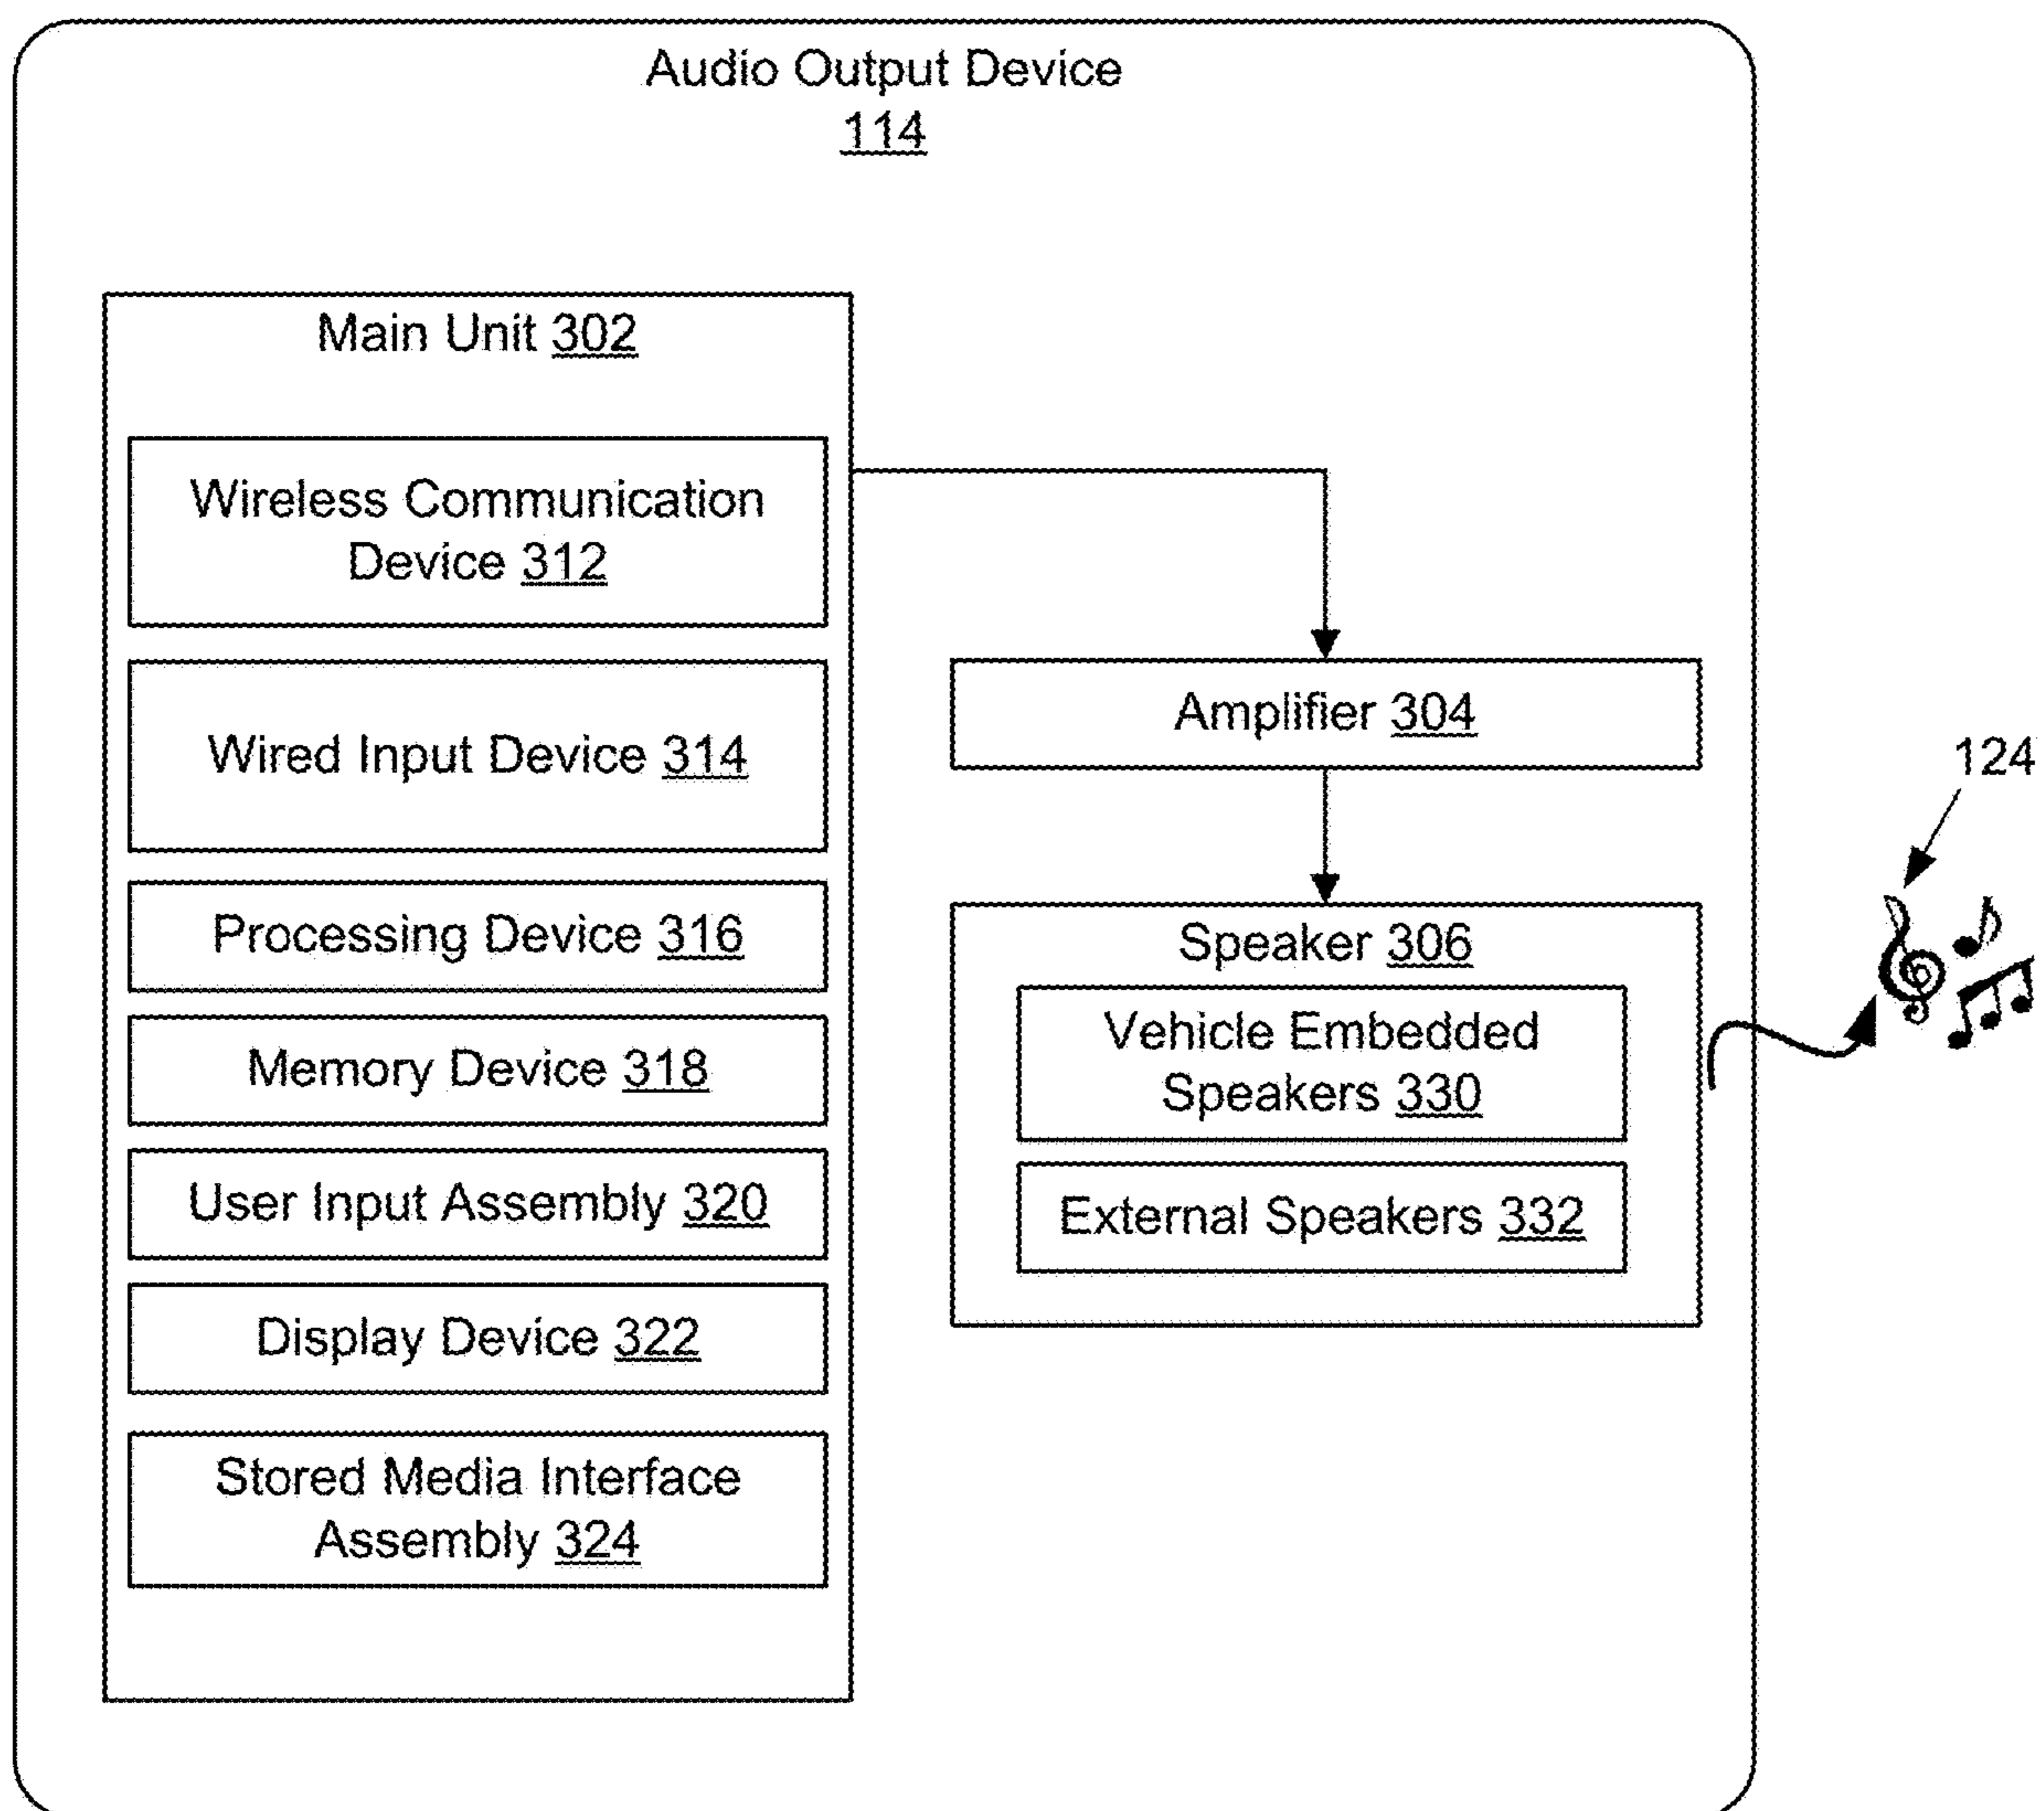 Audio Output Device
114
Main Unit 302
Wireless Communication
Device 312
Wired Input Device 314
Processing Device 316
Memory Device 318
User Input Assembly 320
Display Device 322
Stored Media Interface
Assembly 324
Amplifier 304
Speaker 306
Vehicle Embedded
Speakers 330
External Speakers 332
124